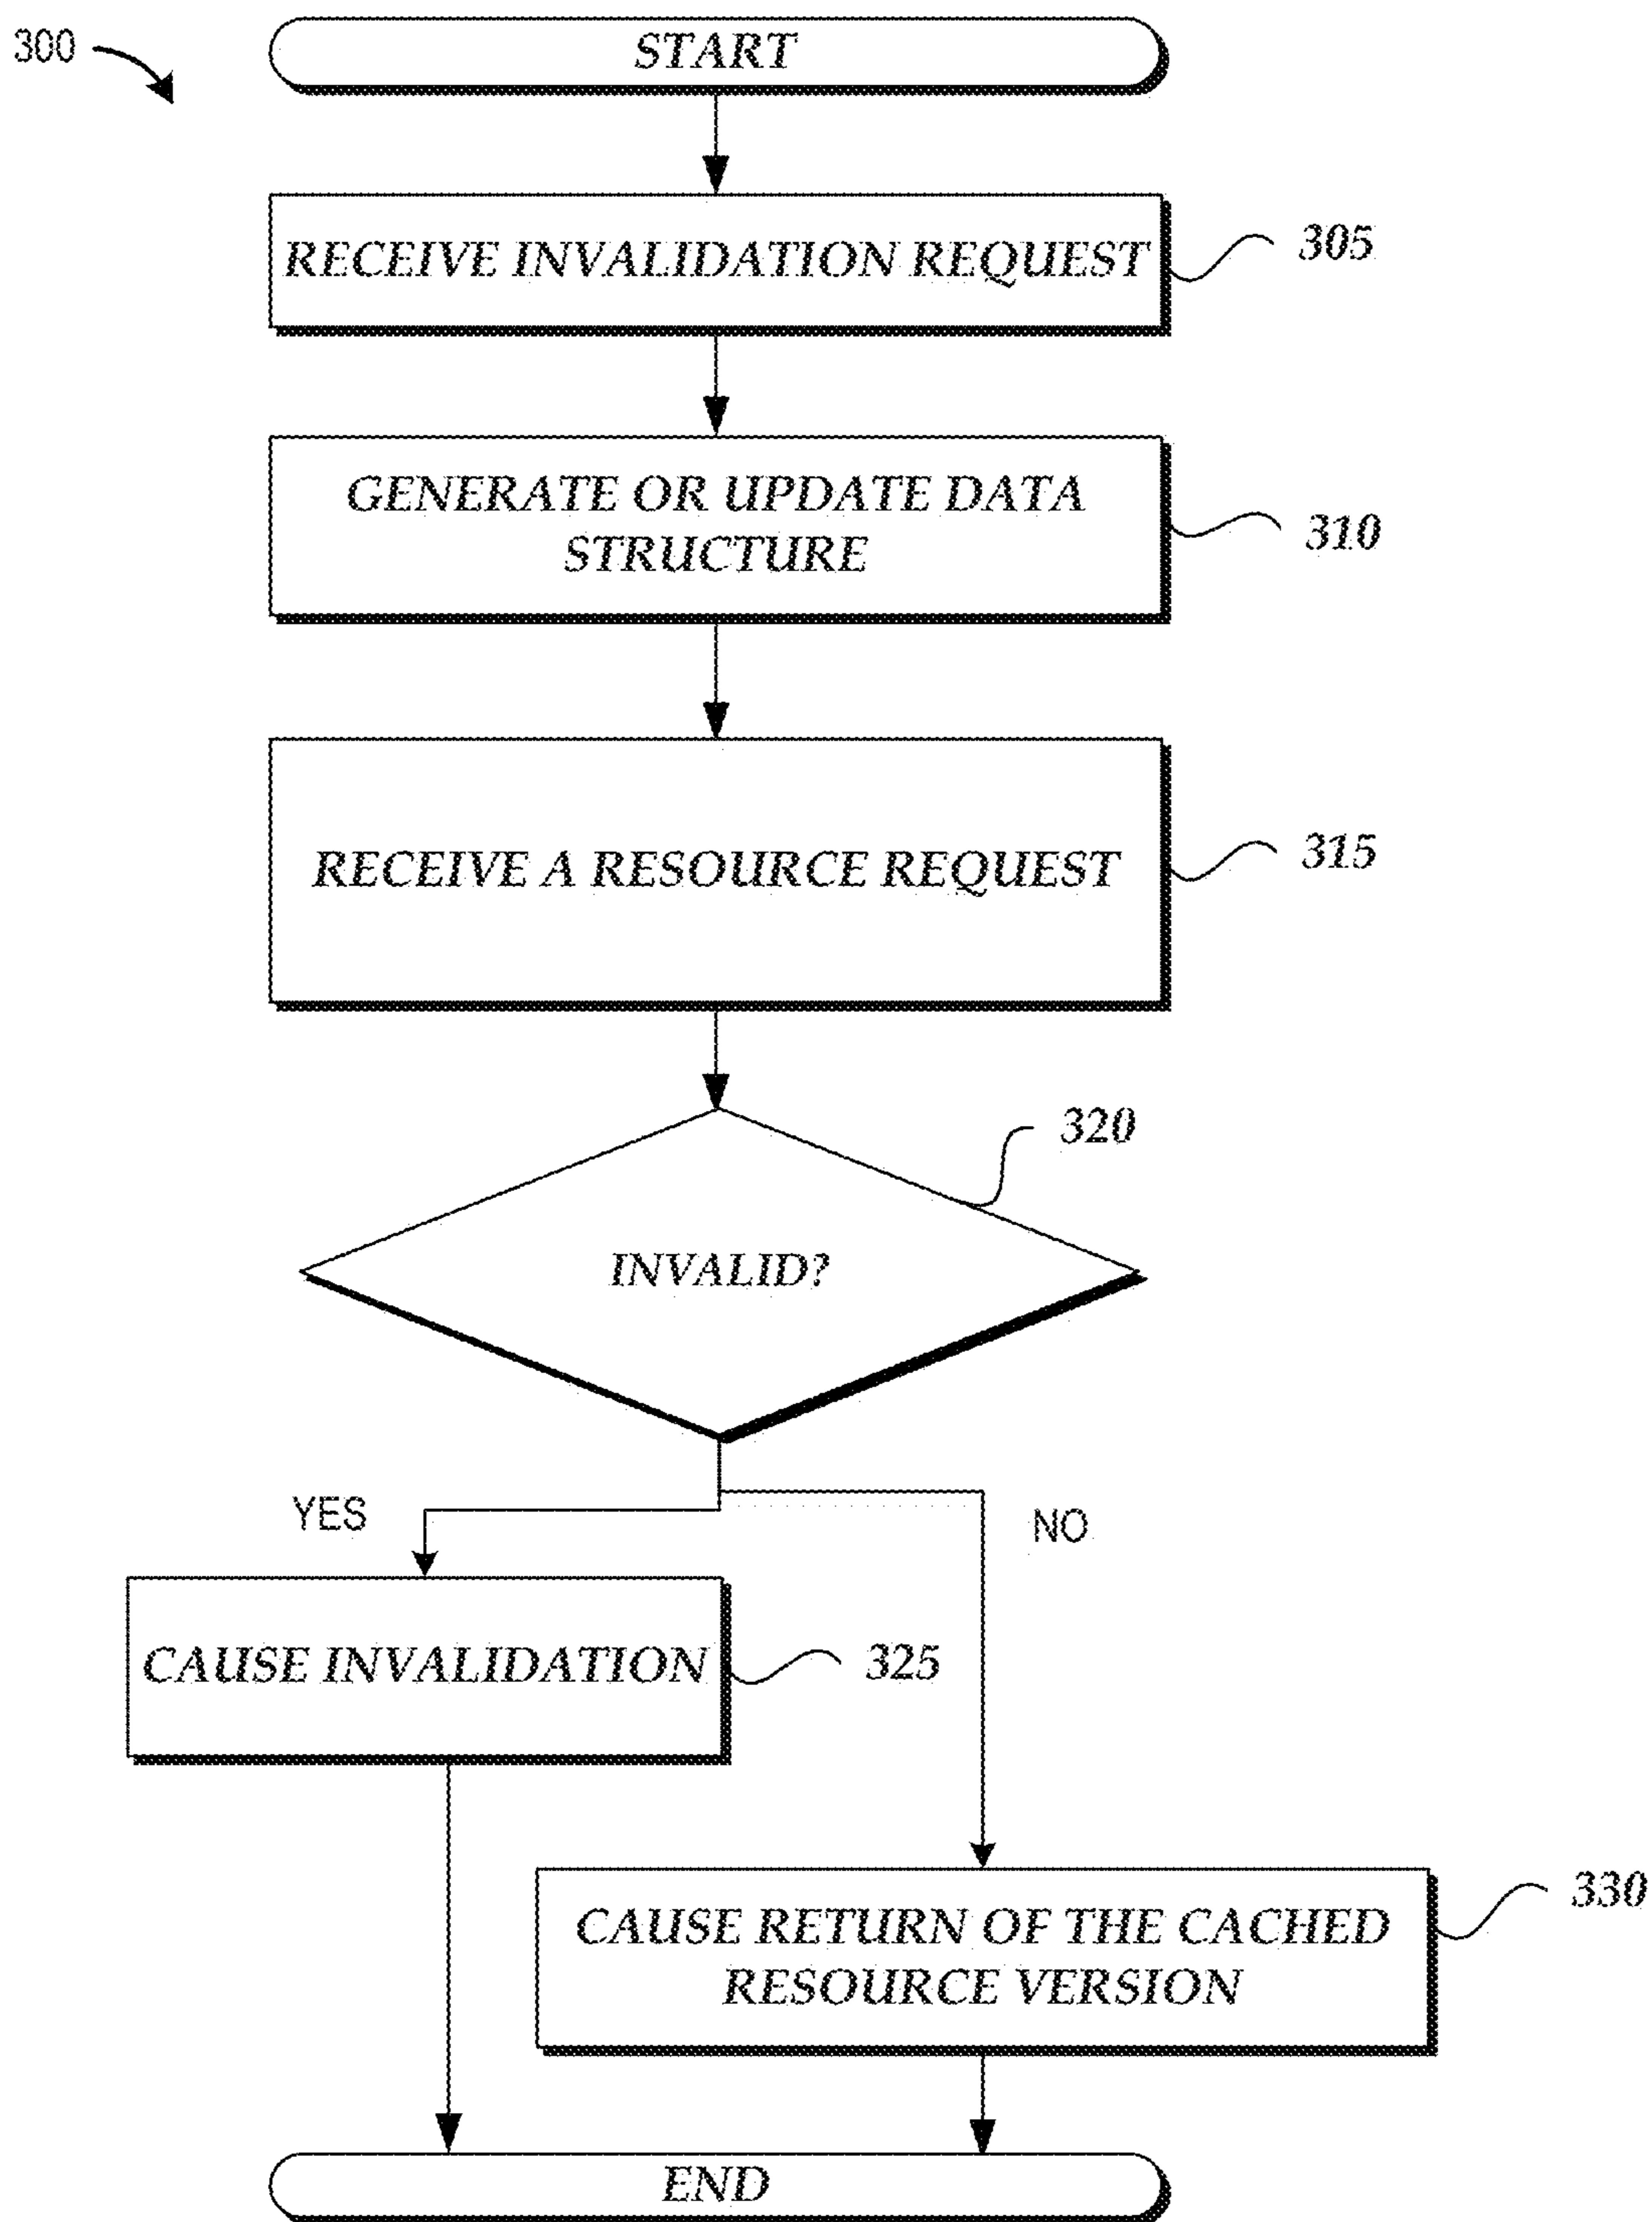 300
START
RECEIVE INVALIDATION REQUEST
305
GENERATE OR UPDATE DATA
STRUCTURE
310
RECEIVE A RESOURCE REQUEST
315
320
INVALID?
YES
NO
CAUSE INVALIDATION
325
CAUSE RETURN OF THE CACHED
RESOURCE VERSION
330
END